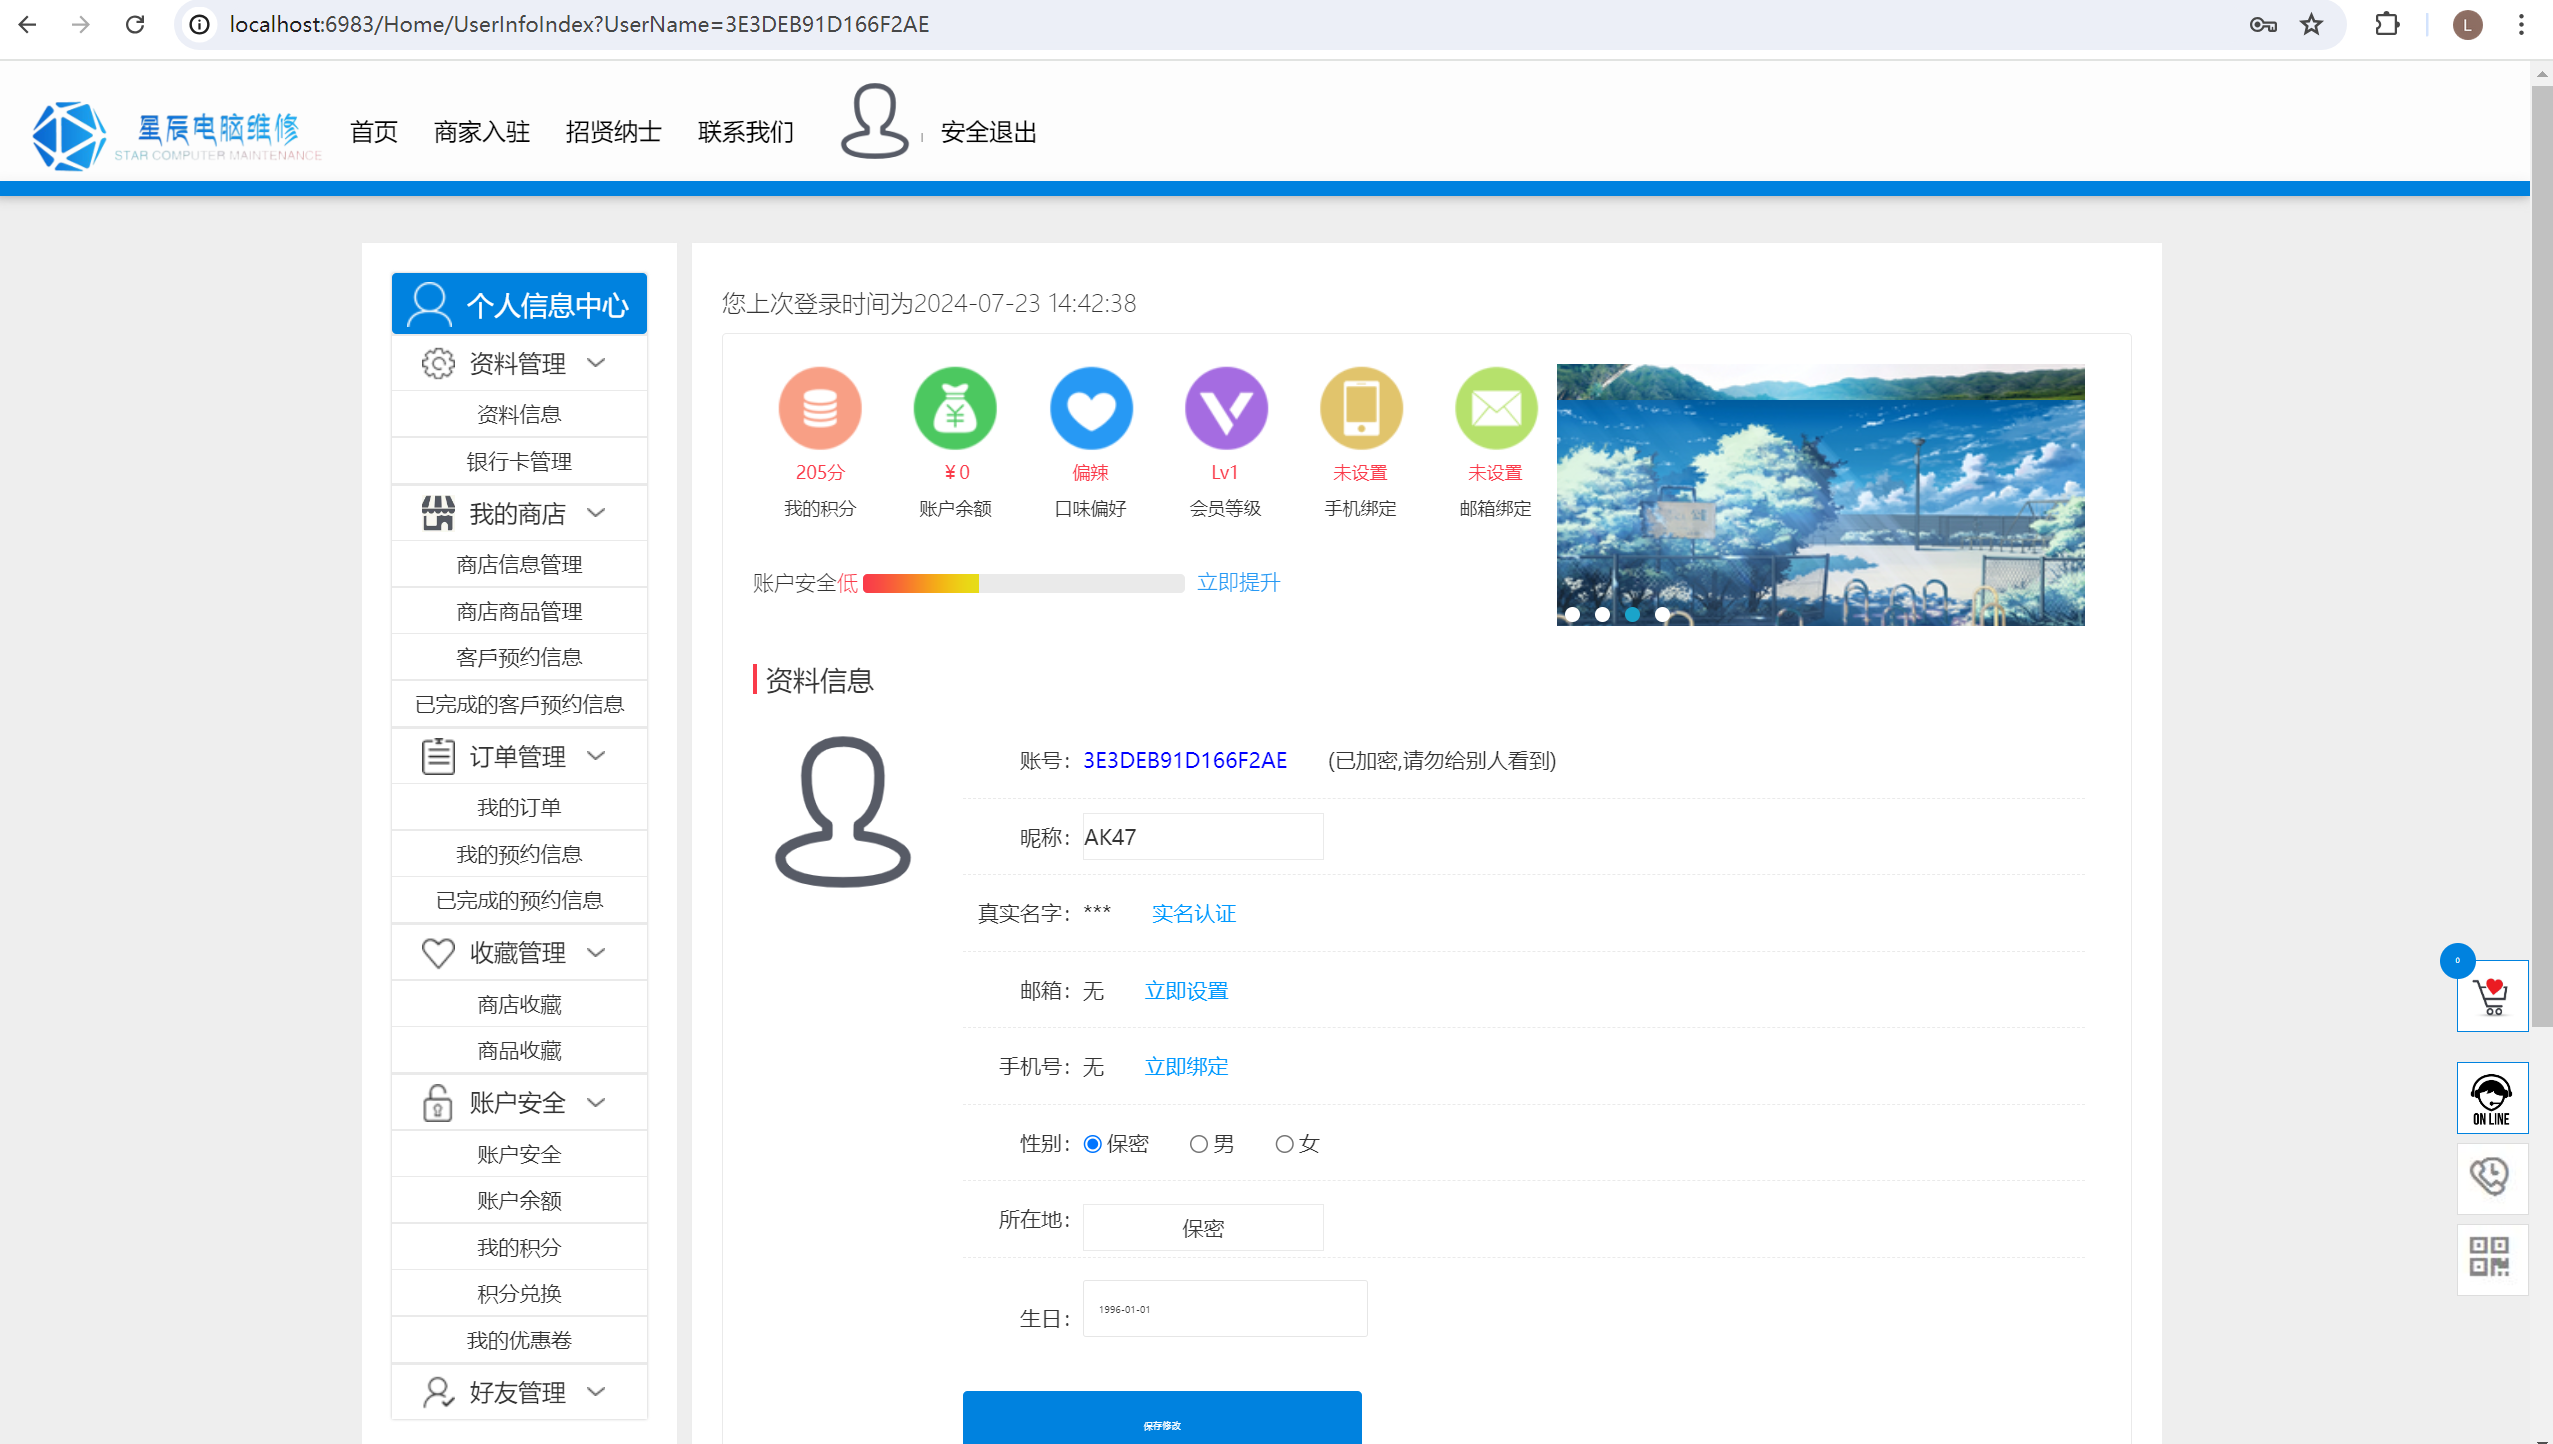 localhost:6983/Home/UserInfoIndex?UserName=3E3DEB91D166F2AE
L
星辰电脑维修
STAR COMPUTER MAINTENANCE
首页
商家入驻
招贤纳士
联系我们
安全退出
个人信息中心
资料管理
资料信息
银行卡管理
我的商店
商店信息管理
商店商品管理
客戶预约信息
已完成的客戶预约信息
订单管理
我的订单
我的预约信息
已完成的预约信息
收藏管理
商店收藏
商品收藏
账户安全
账户安全
账户余额
我的积分
积分兑换
我的优惠卷
好友管理
您上次登录时间为2024-07-23 14:42:38
205分
我的积分
¥0
账户余额
偏辣
口味偏好
Lv1
会员等级
未设置
手机绑定
未设置
邮箱绑定
账户安全低
立即提升
资料信息
账号：3E3DEB91D166F2AE (已加密,请勿给别人看到)
昵称：AK47
真实名字：*** 实名认证
邮箱：无 立即设置
手机号：无 立即绑定
性别：保密 男 女
所在地：保密
生日：1996-01-01
保存修改
0
ON LINE